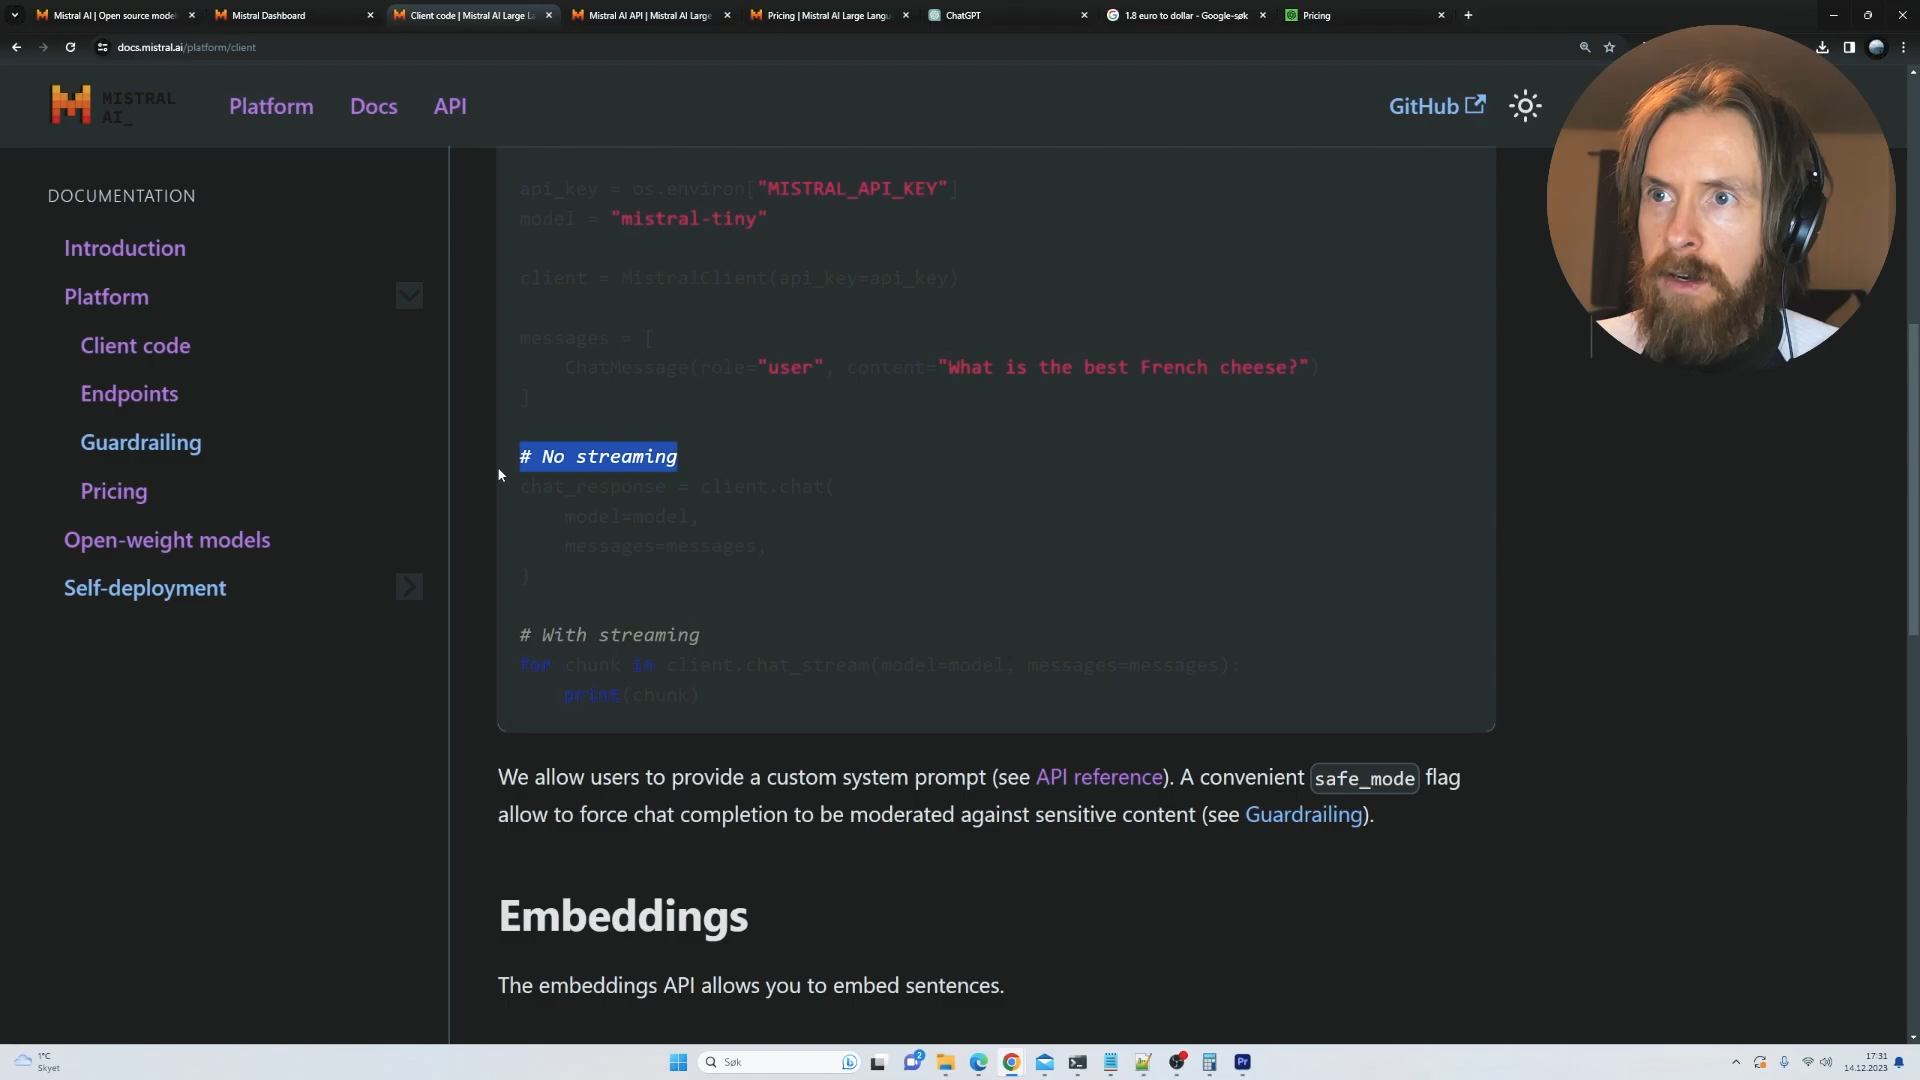 Mistral AI | Open source model
Mistral Dashboard
Client code | Mistral AI Large La
Mistral AI API | Mistral AI Large
Pricing | Mistral AI Large Langu
ChatGPT
1.8 euro to dollar - Google-søk
Pricing
docs.mistral.ai/platform/client
MISTRAL
AI_
Platform
Docs
API
GitHub
DOCUMENTATION
Introduction
Platform
Client code
Endpoints
Guardrailing
Pricing
Open-weight models
Self-deployment
api_key = os.environ["MISTRAL_API_KEY"]
model = "mistral-tiny"
client = MistralClient(api_key=api_key)
messages = [
ChatMessage(role="user", content="What is the best French cheese?")
]
# No streaming
chat_response = client.chat(
model=model,
messages=messages,
)
# With streaming
for chunk in client.chat_stream(model=model, messages=messages):
print(chunk)
We allow users to provide a custom system prompt (see API reference). A convenient safe_mode flag
allow to force chat completion to be moderated against sensitive content (see Guardrailing).
Embeddings
The embeddings API allows you to embed sentences.
1°C
Skyet
Søk
2
Pr
17:31
14.12.2023